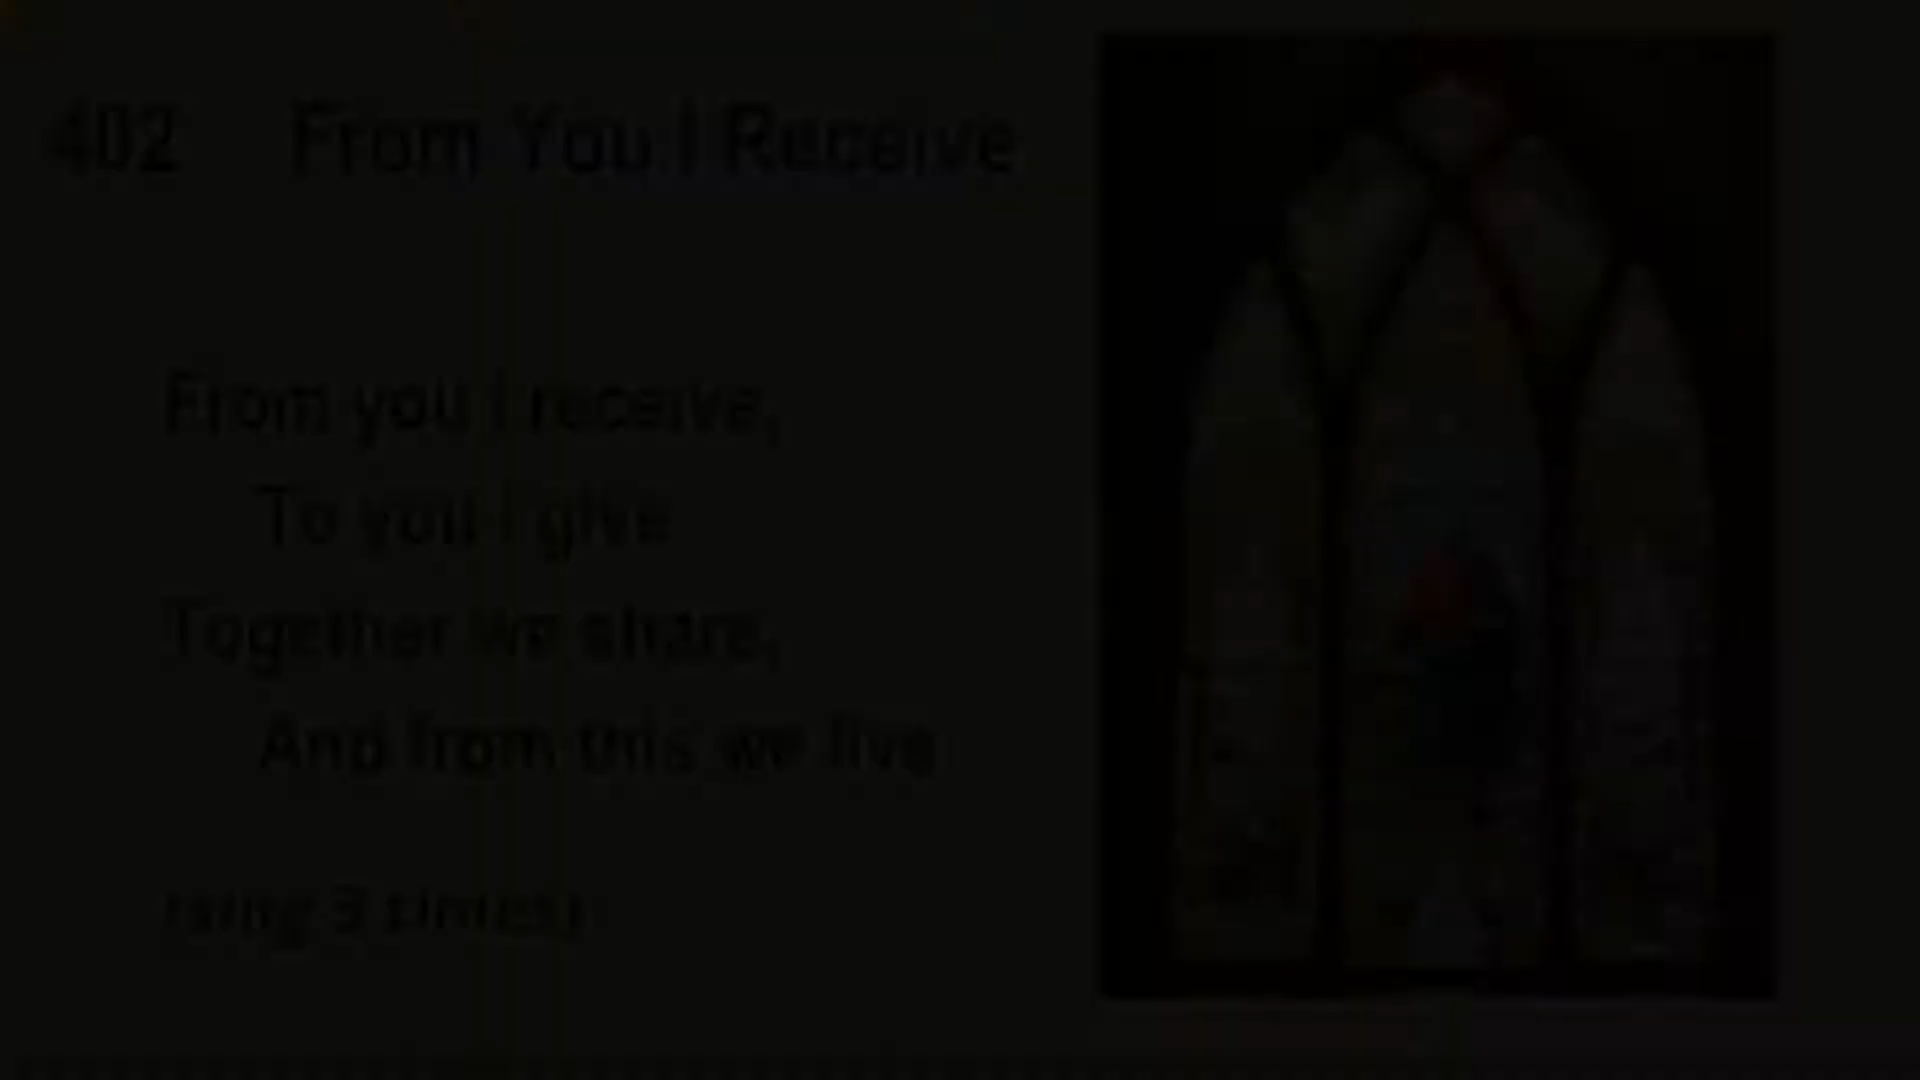 402 From You I Receive
From you I receive,
To you I give
Together we share,
And from this we live
(sing 3 times)